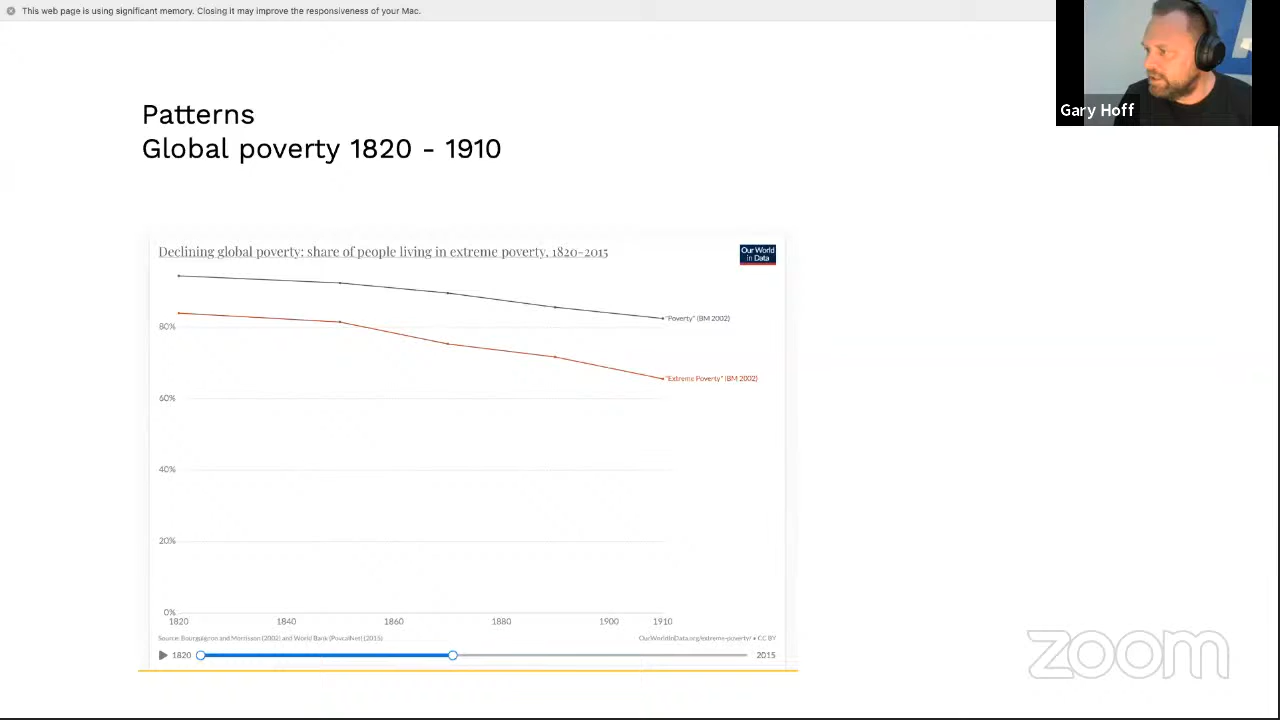 This web page is using significant memory. Closing it may improve the responsiveness of your Mac.
Gary Hoff
Patterns
Global poverty 1820 - 1910
Declining global poverty: share of people living in extreme poverty, 1820-2015
Our World
in Data
"Poverty" (BM 2002)
80%
"Extreme Poverty" (BM 2002)
60%
40%
20%
0%
1820 1840 1860 1880 1900 1910
Source: Bourguignon and Morrisson (2002) and World Bank (PovcalNet) (2015)
OurWorldInData.org/extreme-poverty/ • CC BY
1820
2015
zoom